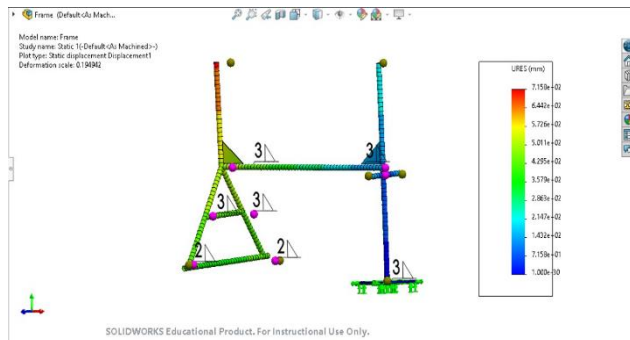 Frame (Default<As Mach...
Model name: Frame
Study name: Static 1(-Default<As Machined>-)
Plot type: Static displacement Displacement1
Deformation scale: 0.194942
URES (mm)
7.158e+02
6.442e+02
5.726e+02
5.011e+02
4.295e+02
3.579e+02
2.863e+02
2.147e+02
1.432e+02
7.158e+01
1.000e-30
3
3
3
3
2
2
3
SOLIDWORKS Educational Product. For Instructional Use Only.